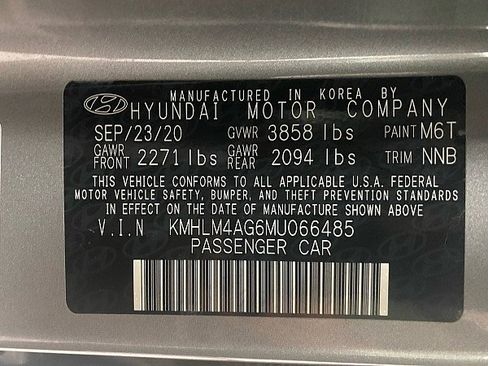 MANUFACTURED IN KOREA BY
HYUNDAI MOTOR COMPANY
SEP/23/20 GVWR 3858 lbs PAINT M6T
GAWR FRONT 2271 lbs GAWR REAR 2094 lbs TRIM NNB
THIS VEHICLE CONFORMS TO ALL APPLICABLE U.S.A. FEDERAL
MOTOR VEHICLE SAFETY, BUMPER, AND THEFT PREVENTION STANDARDS
IN EFFECT ON THE DATE OF MANUFACTURE SHOWN ABOVE
V.I.N KMHLM4AG6MU066485
PASSENGER CAR